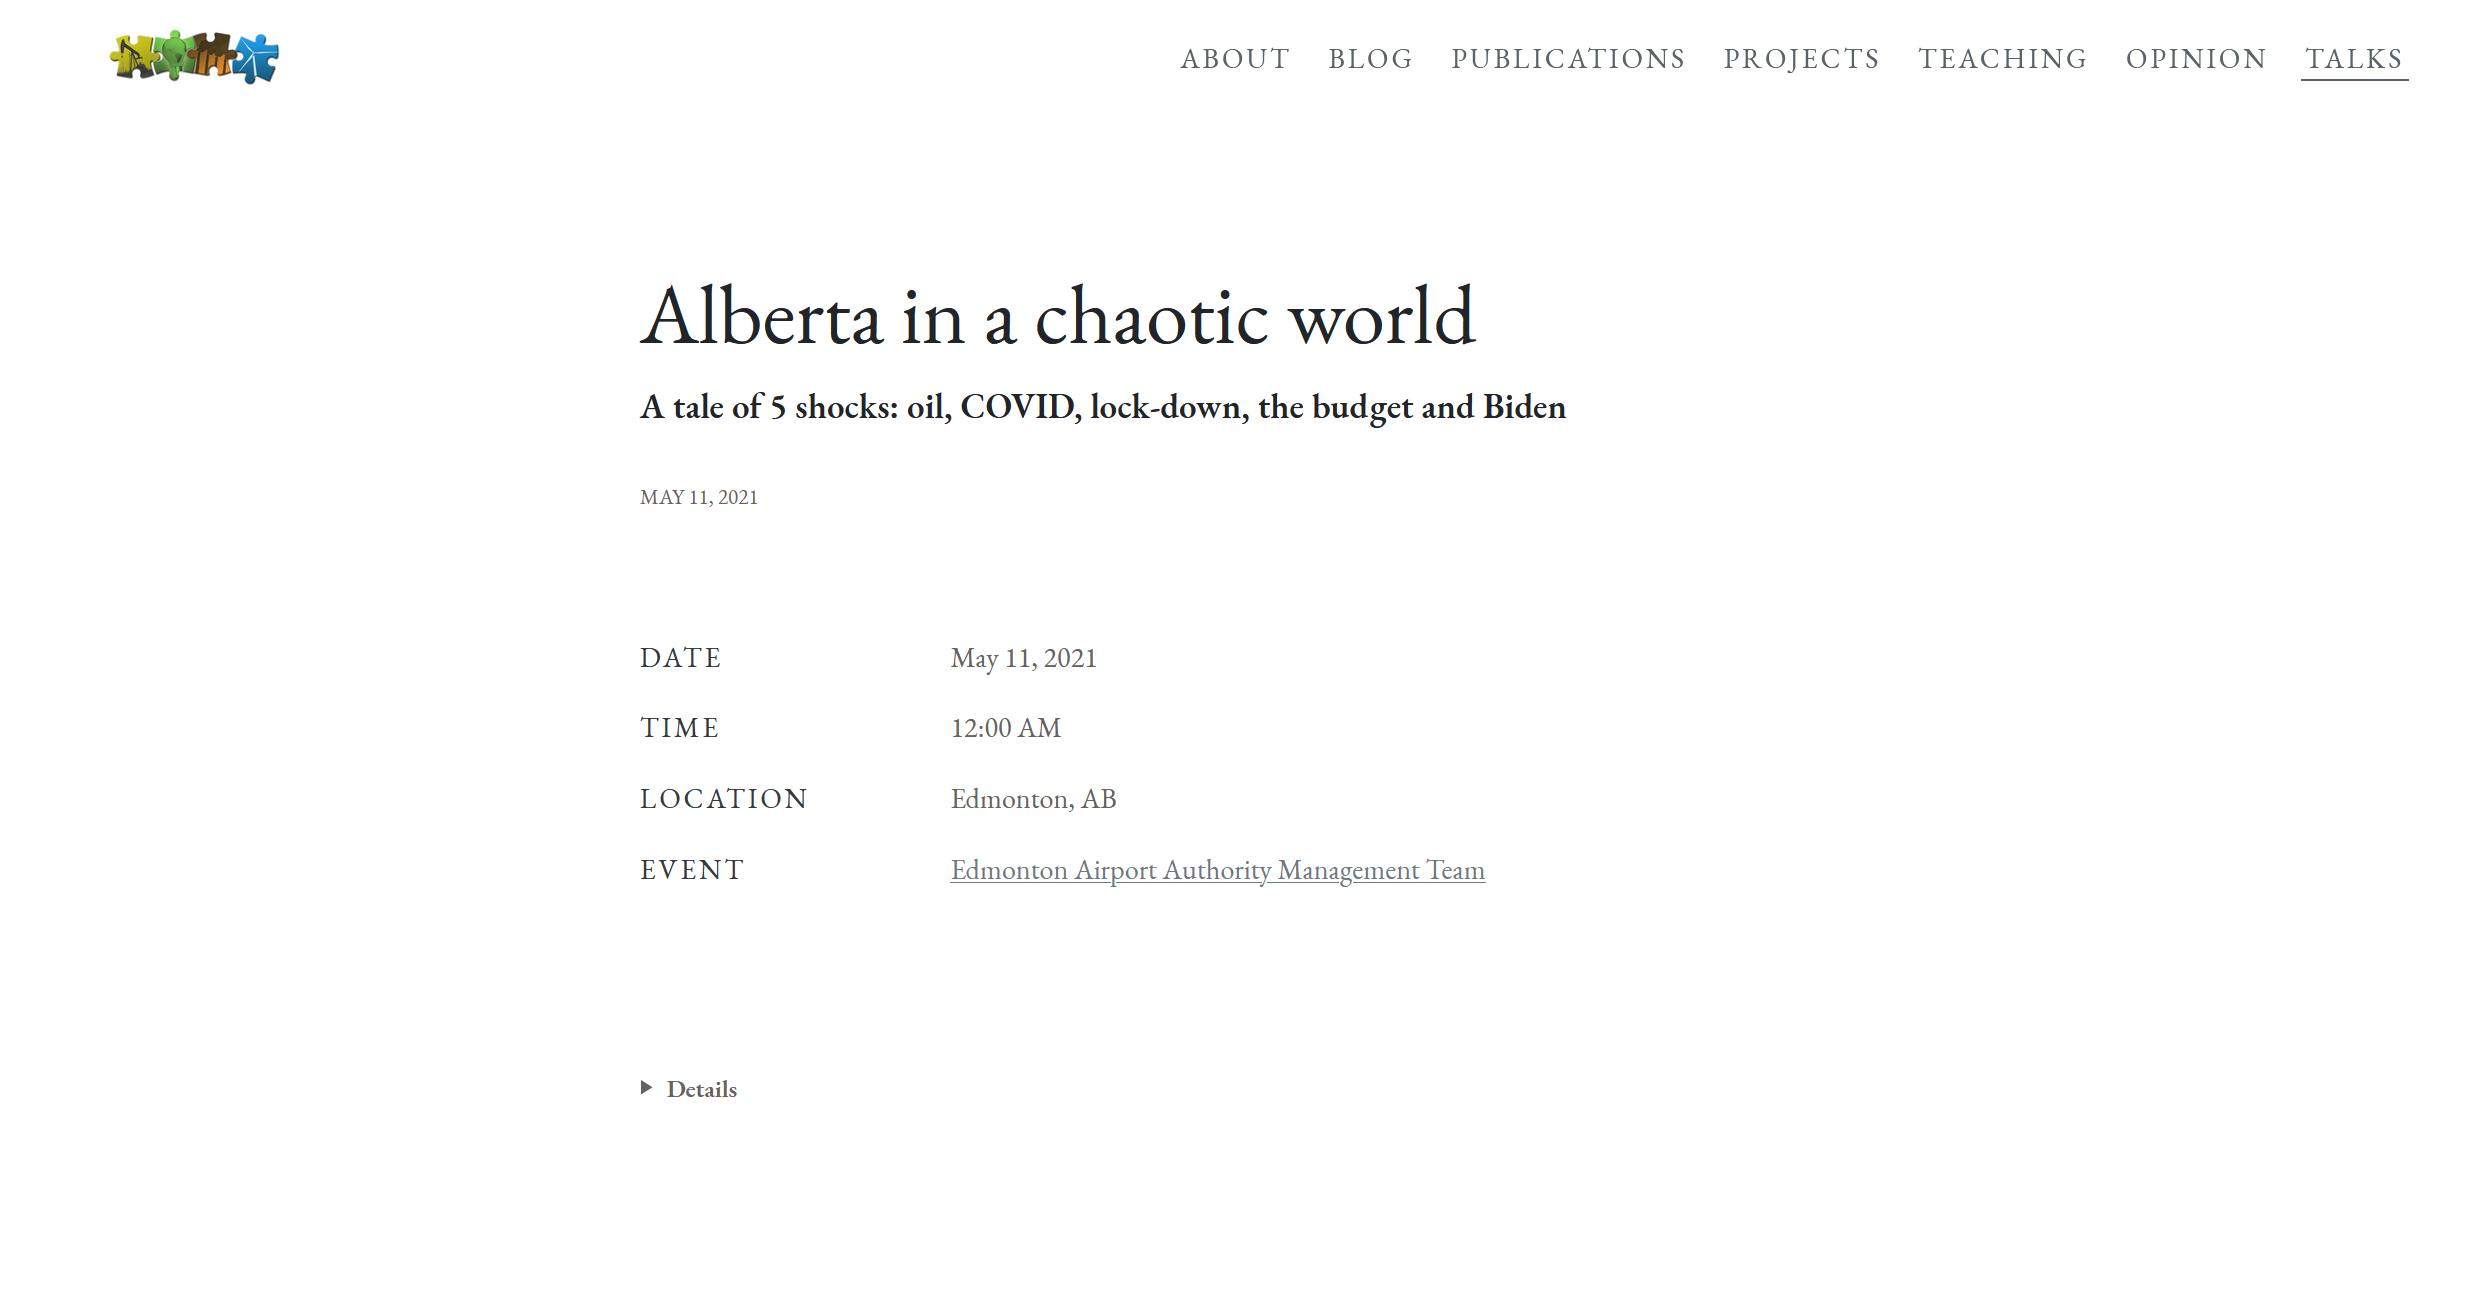 ABOUT BLOG PUBLICATIONS PROJECTS TEACHING OPINION TALKS
Alberta in a chaotic world
A tale of 5 shocks: oil, COVID, lock-down, the budget and Biden
MAY 11, 2021
DATE May 11, 2021
TIME 12:00 AM
LOCATION Edmonton, AB
EVENT Edmonton Airport Authority Management Team
Details